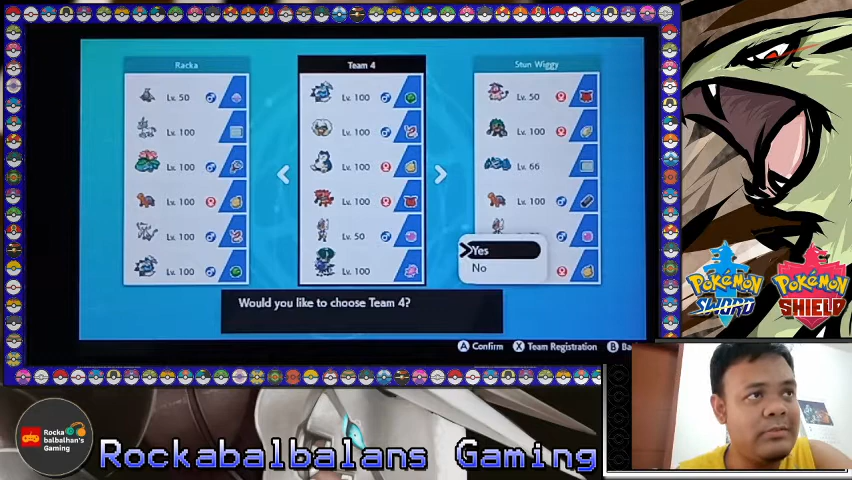 Racka
Lv. 50
Lv. 100
Lv. 100
Lv. 100
Lv. 100
Lv. 100
Team 4
Lv. 100
Lv. 100
Lv. 100
Lv. 100
Lv. 50
Lv. 100
Stun Wiggy
Lv. 50
Lv. 100
Lv. 66
Lv. 100
Yes
No
Would you like to choose Team 4?
A Confirm
X Team Registration
B
POKéMON
SWORD
POKéMON
SHIELD
Rocka
balbalhan's
Gaming
Rockabalbalans Gaming